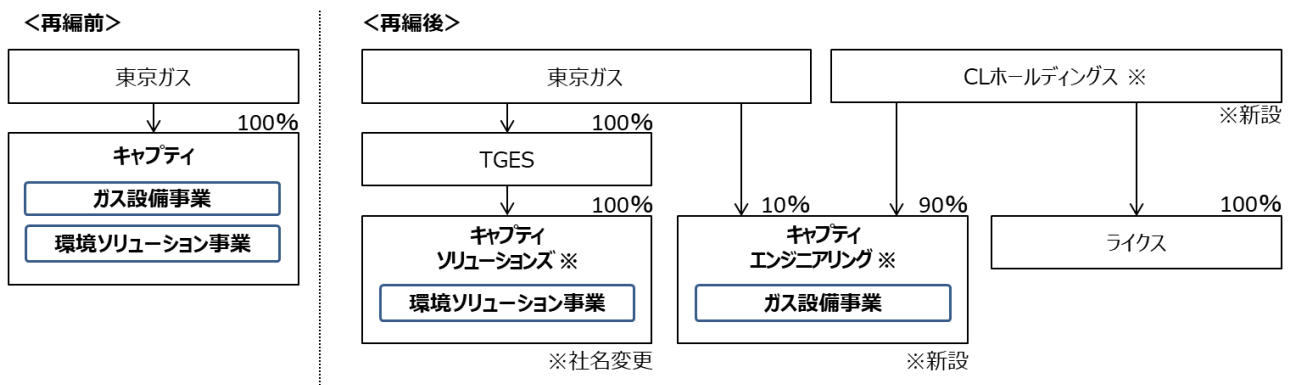 ＜再編前＞
東京ガス
100%
キャプティ
ガス設備事業
環境ソリューション事業
＜再編後＞
東京ガス
CLホールディングス ※
※新設
100%
TGES
100%
キャプティ
ソリューションズ ※
環境ソリューション事業
※社名変更
10%
90%
キャプティ
エンジニアリング ※
ガス設備事業
※新設
100%
ライクス